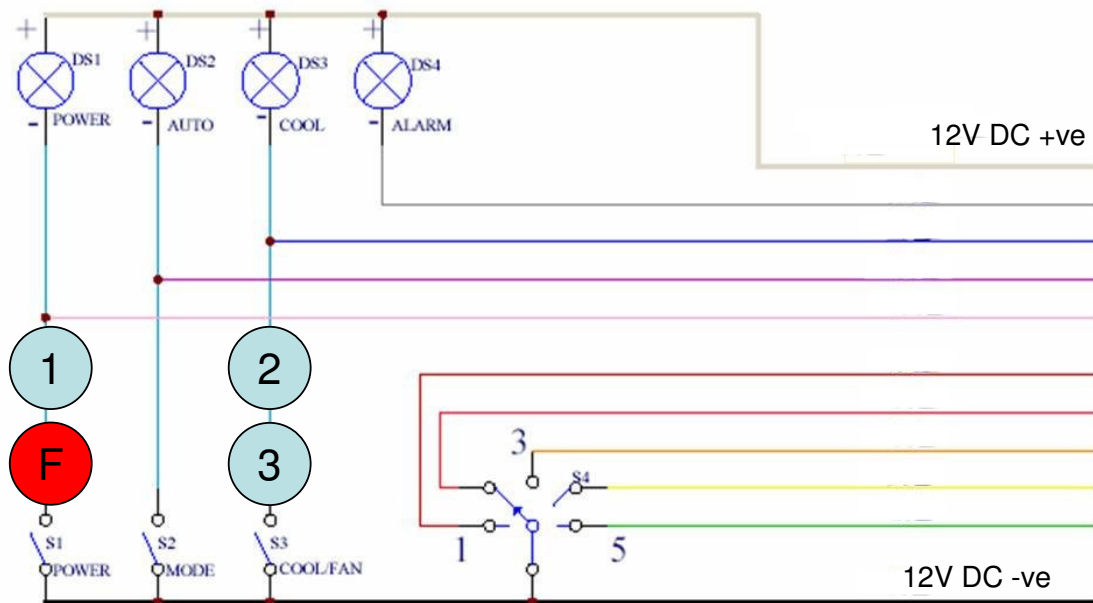 + + + +
DS1 DS2 DS3 DS4
- POWER - AUTO - COOL - ALARM
12V DC +ve
1 2
F 3
3
S4
S1 S2 S3 1 5
POWER MODE COOL/FAN
12V DC -ve